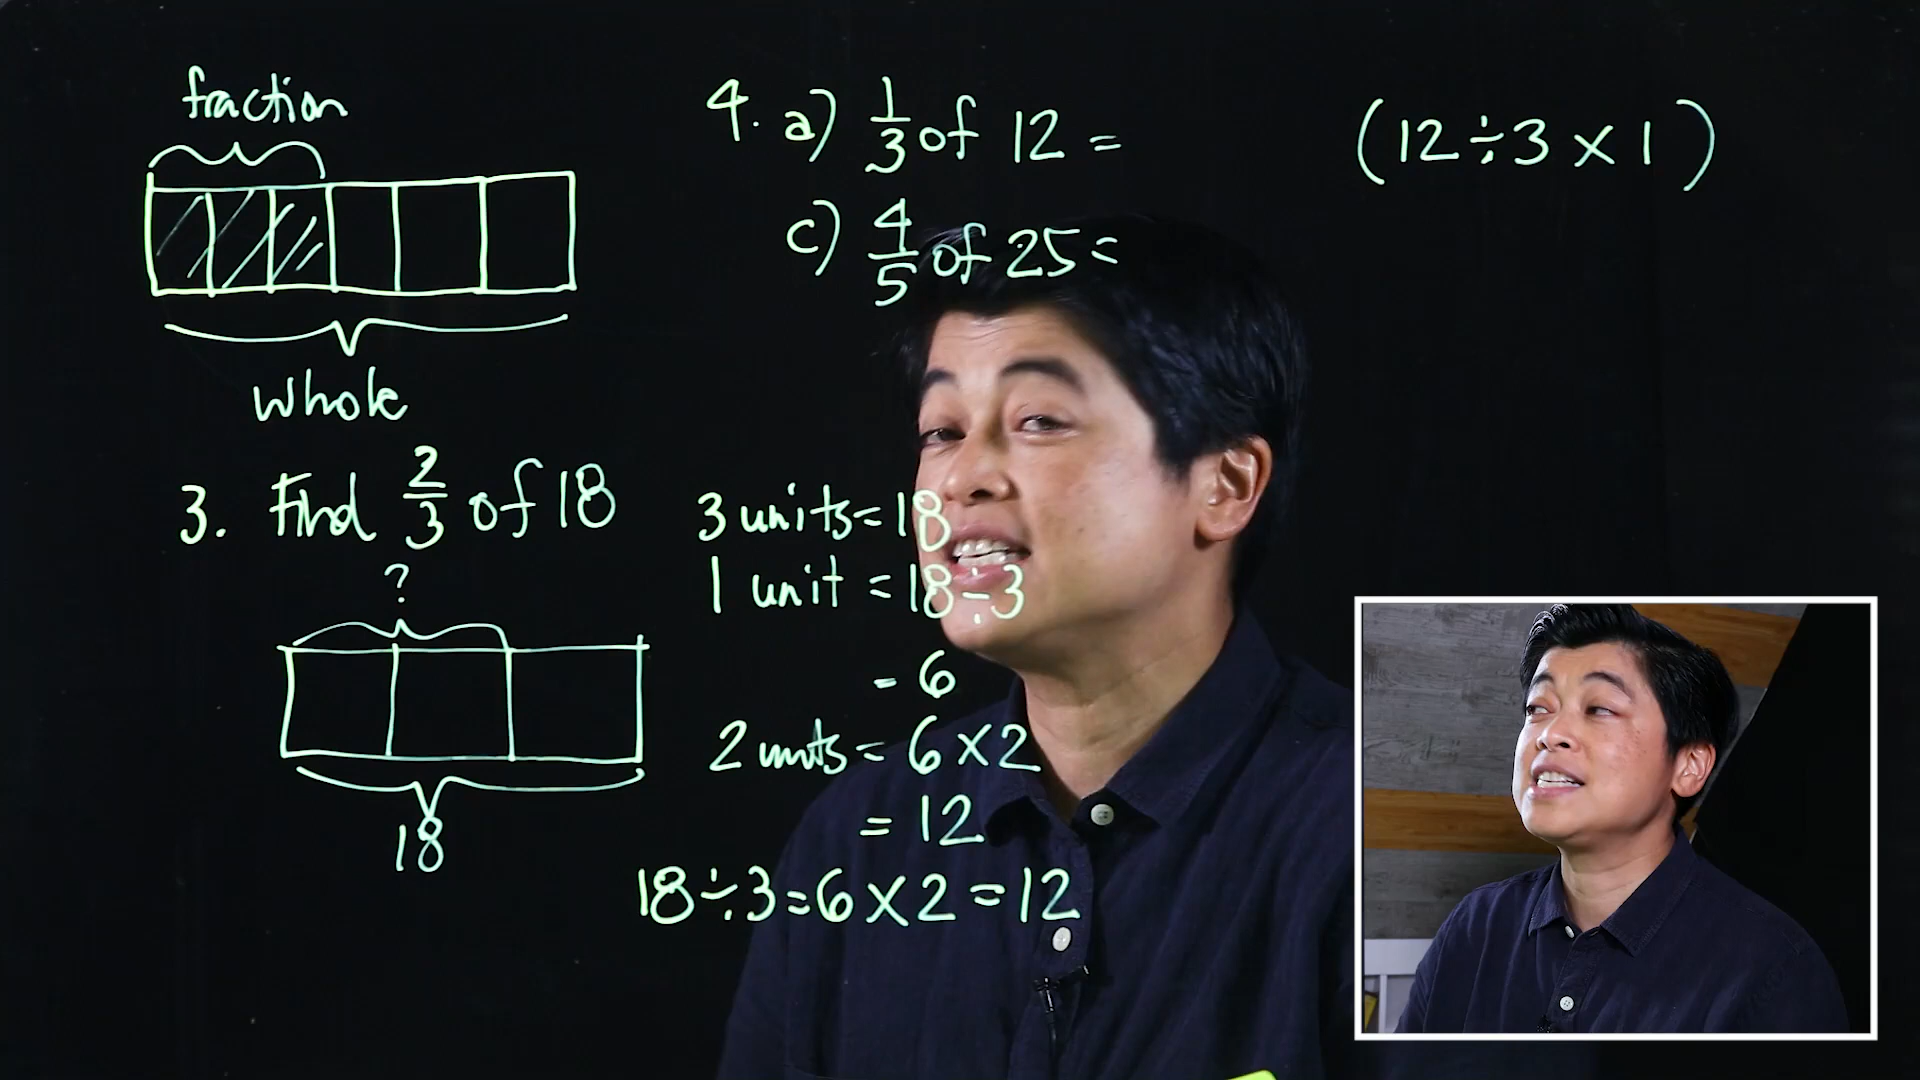 fraction
whole
3. Find 2/3 of 18
?
18
3 units = 18
1 unit = 18÷3
= 6
2 units = 6×2
= 12
18÷3=6×2=12
4. a) 1/3 of 12 = (12÷3×1)
c) 4/5 of 25=